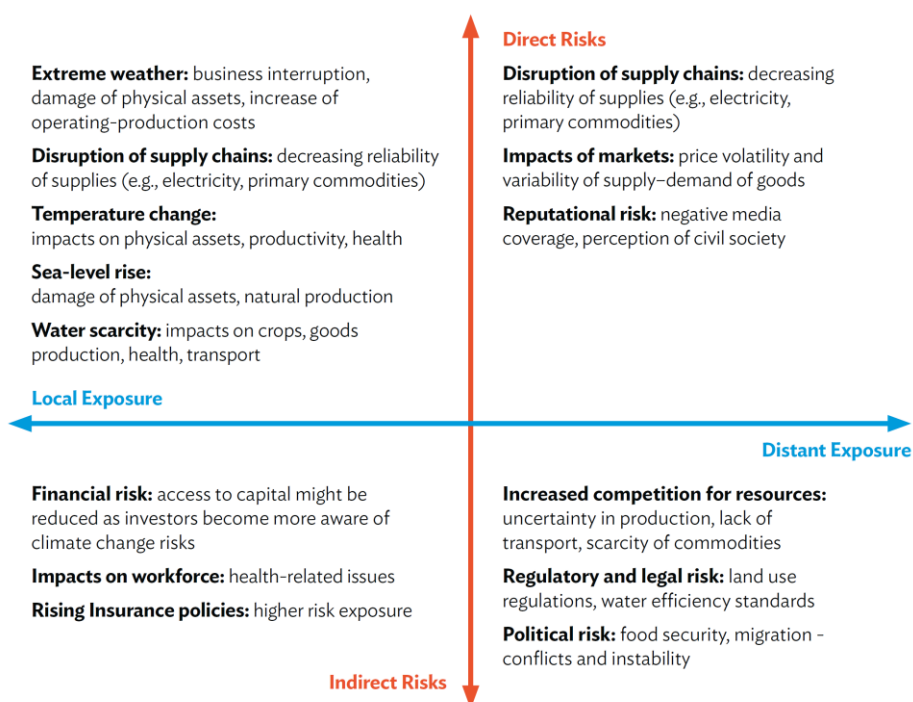 Direct Risks
Extreme weather: business interruption,
damage of physical assets, increase of
operating-production costs
Disruption of supply chains: decreasing reliability
of supplies (e.g., electricity, primary commodities)
Temperature change:
impacts on physical assets, productivity, health
Sea-level rise:
damage of physical assets, natural production
Water scarcity: impacts on crops, goods
production, health, transport
Disruption of supply chains: decreasing
reliability of supplies (e.g., electricity,
primary commodities)
Impacts of markets: price volatility and
variability of supply–demand of goods
Reputational risk: negative media
coverage, perception of civil society
Local Exposure
Distant Exposure
Financial risk: access to capital might be
reduced as investors become more aware of
climate change risks
Impacts on workforce: health-related issues
Rising Insurance policies: higher risk exposure
Increased competition for resources:
uncertainty in production, lack of
transport, scarcity of commodities
Regulatory and legal risk: land use
regulations, water efficiency standards
Political risk: food security, migration -
conflicts and instability
Indirect Risks